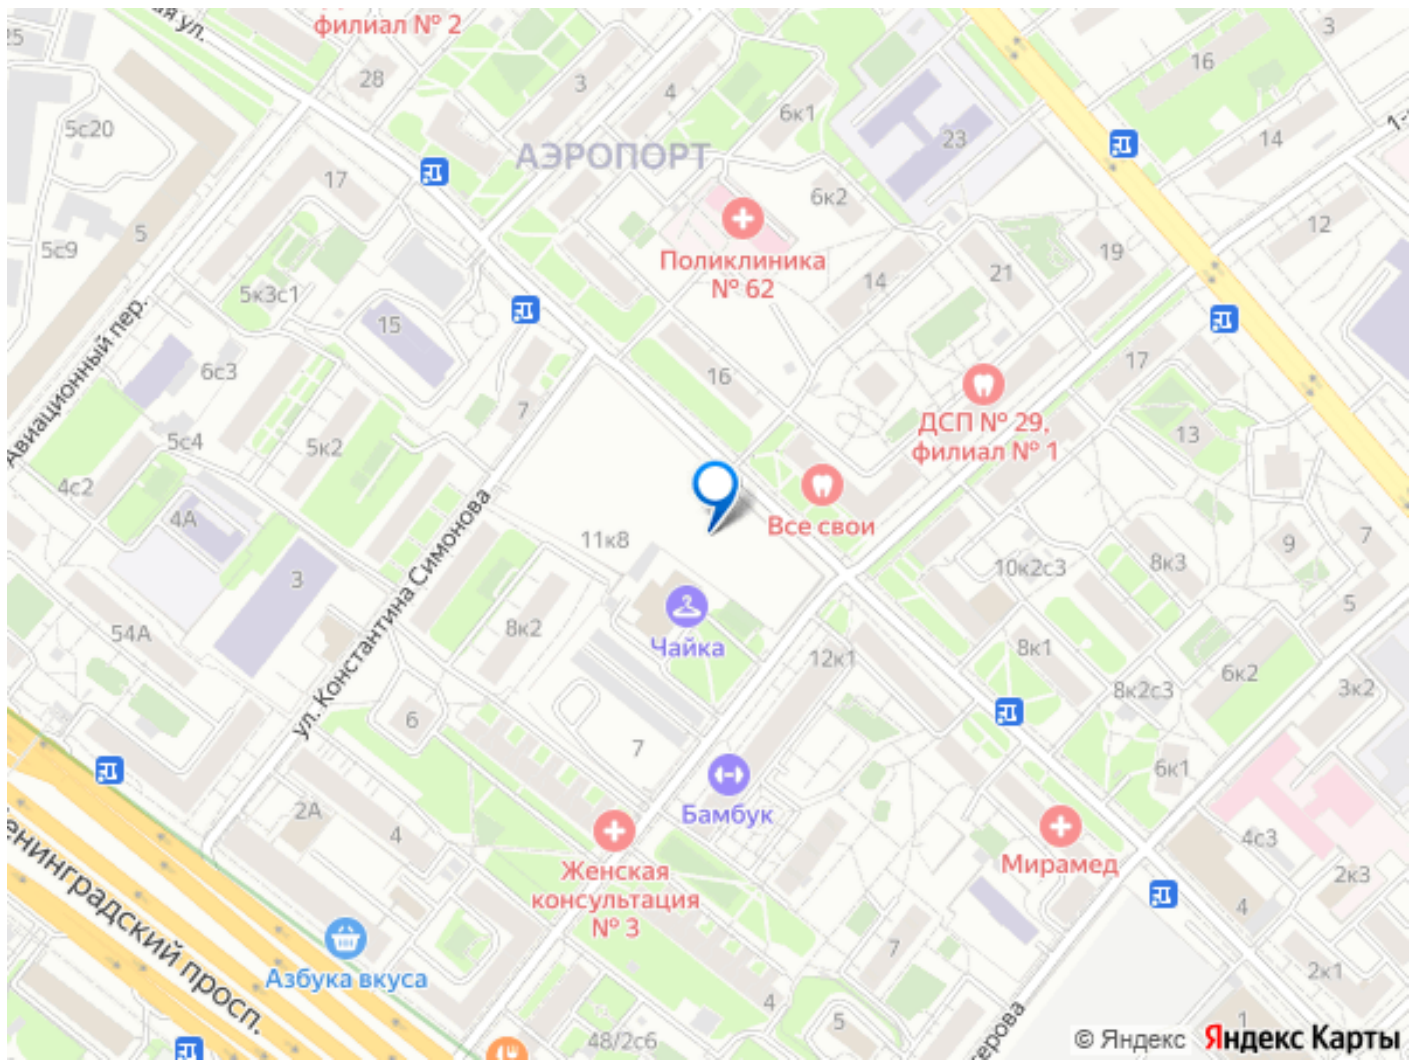 филиал № 2
ая ул.
25
28
3
4
6к1
16
3
5с20
23
14
1-
АЭРОПОРТ
17
6к2
5
5с9
Поликлиника
№ 62
12
19
21
14
5к3с1
15
Авиационный пер.
6с3
16
17
7
ДСП № 29,
филиал № 1
13
5с4
5к2
4с2
4А
Все свои
11к8
ул. Константина Симонова
3
10к2с3
8к3
9
7
5
54А
8к2
Чайка
12к1
8к1
6к2
8к2с3
3к2
6
7
6к1
Бамбук
2А
4
Мирамед
4с3
2к3
Женская
консультация
№ 3
4
енинградский просп.
Азбука вкуса
7
2к1
4
5
48/2с6
1
ерова
© Яндекс Яндекс Карты